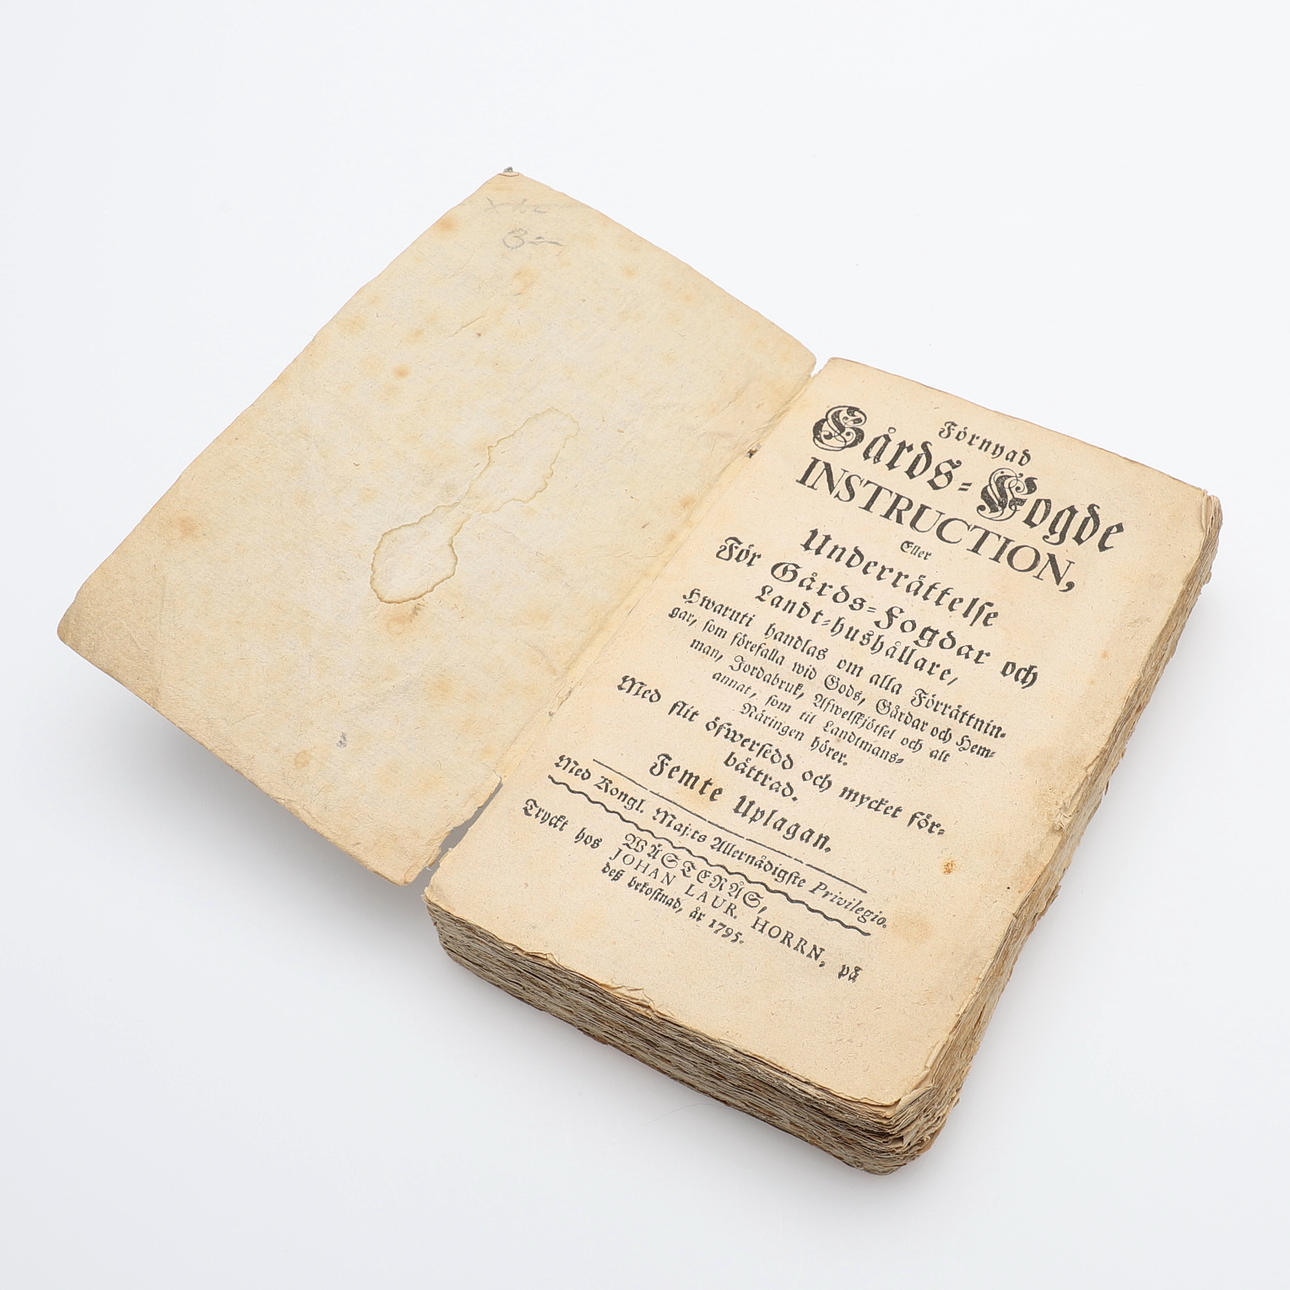 Förnyad
Gårds-Fogde
INSTRUCTION,
Eller
Underrättelse
För Gårds-Fogdar och
Landt-hushållare,
Hwaruti handlas om alla Förrättnin-
gar, som förefalla wid Gods, Gårdar och Hem-
man, Jordabruk, Afwelskjötsel och alt
annat, som til Landtmans-
Näringen hörer.
Med flit öfwersedd och mycket för-
bättrad.
Femte Uplagan.
Med Kongl. Maj:ts Allernådigste Privilegio.
WÄSTERÅS,
Tryckt hos JOHAN LAUR. HORRN, på
deß bekostnad, år 1795.